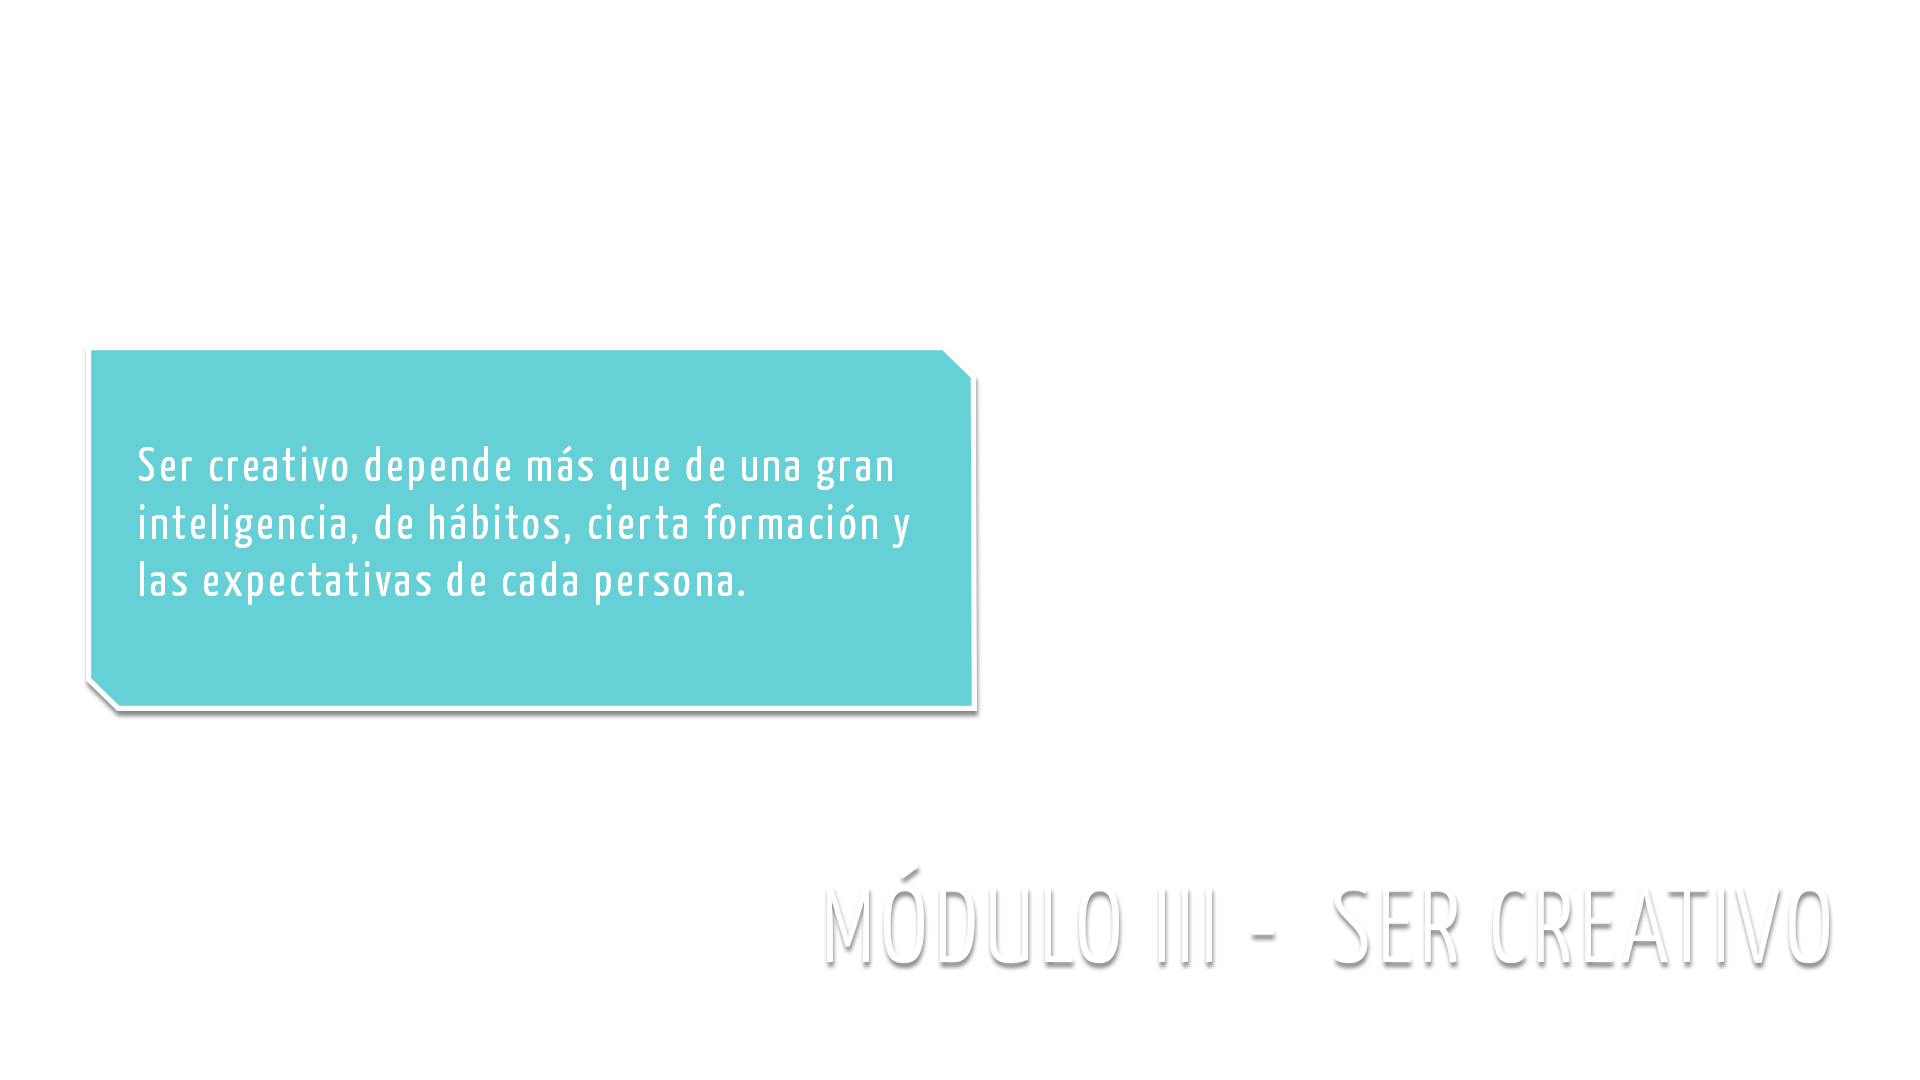 Ser creativo depende más que de una gran
inteligencia, de hábitos, cierta formación y
las expectativas de cada persona.
MÓDULO III - SER CREATIVO